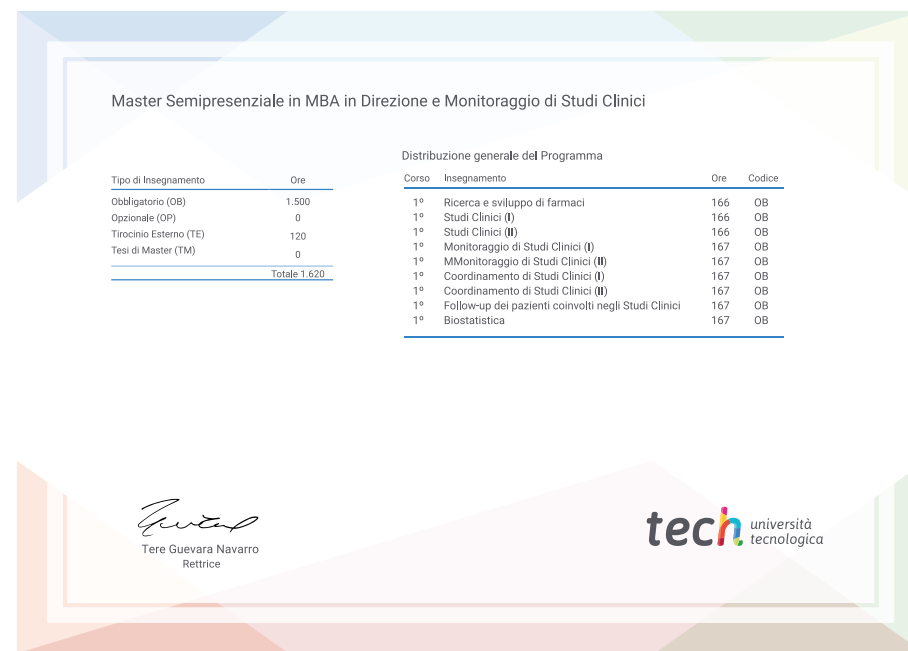 Master Semipresenziale in MBA in Direzione e Monitoraggio di Studi Clinici
Tipo di Insegnamento Ore
Obbligatorio (OB) 1.500
Opzionale (OP) 0
Tirocinio Esterno (TE) 120
Tesi di Master (TM) 0
Totale 1.620
Distribuzione generale del Programma
Corso Insegnamento Ore Codice
1º Ricerca e sviluppo di farmaci 166 OB
1º Studi Clinici (I) 166 OB
1º Studi Clinici (II) 166 OB
1º Monitoraggio di Studi Clinici (I) 167 OB
1º MMonitoraggio di Studi Clinici (II) 167 OB
1º Coordinamento di Studi Clinici (I) 167 OB
1º Coordinamento di Studi Clinici (II) 167 OB
1º Follow-up dei pazienti coinvolti negli Studi Clinici 167 OB
1º Biostatistica 167 OB
Tere Guevara Navarro
Rettrice
tech università
tecnologica